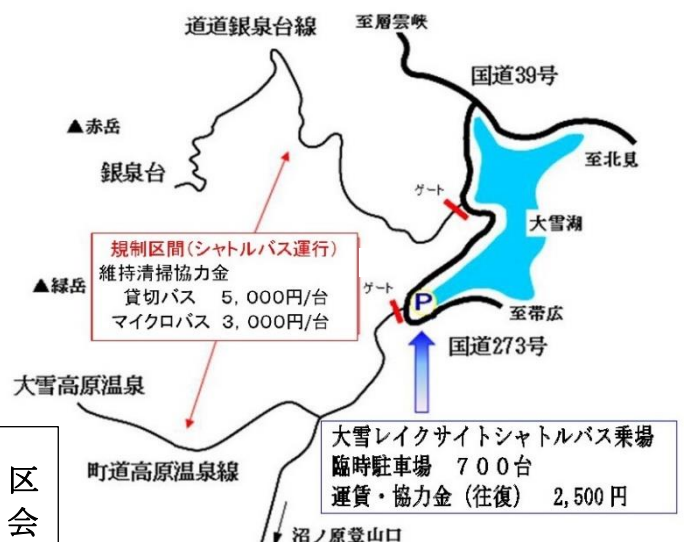 至層雲峡
道道銀泉台線
国道39号
▲赤岳
銀泉台
至北見
ゲート
大雪湖
規制区間(シャトルバス運行)
維持清掃協力金
貸切バス 5,000円/台
マイクロバス 3,000円/台
▲緑岳
ゲート
P
至帯広
国道273号
大雪高原温泉
大雪レイクサイトシャトルバス乗場
臨時駐車場 700台
運賃・協力金(往復) 2,500円
町道高原温泉線
区
会
沼ノ原登山口